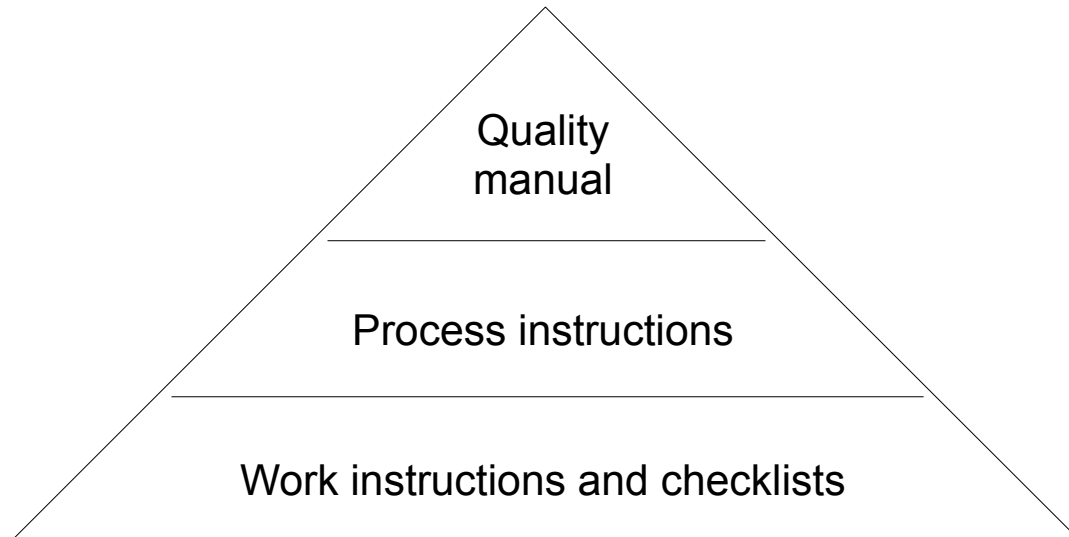 Quality
manual
Process instructions
Work instructions and checklists